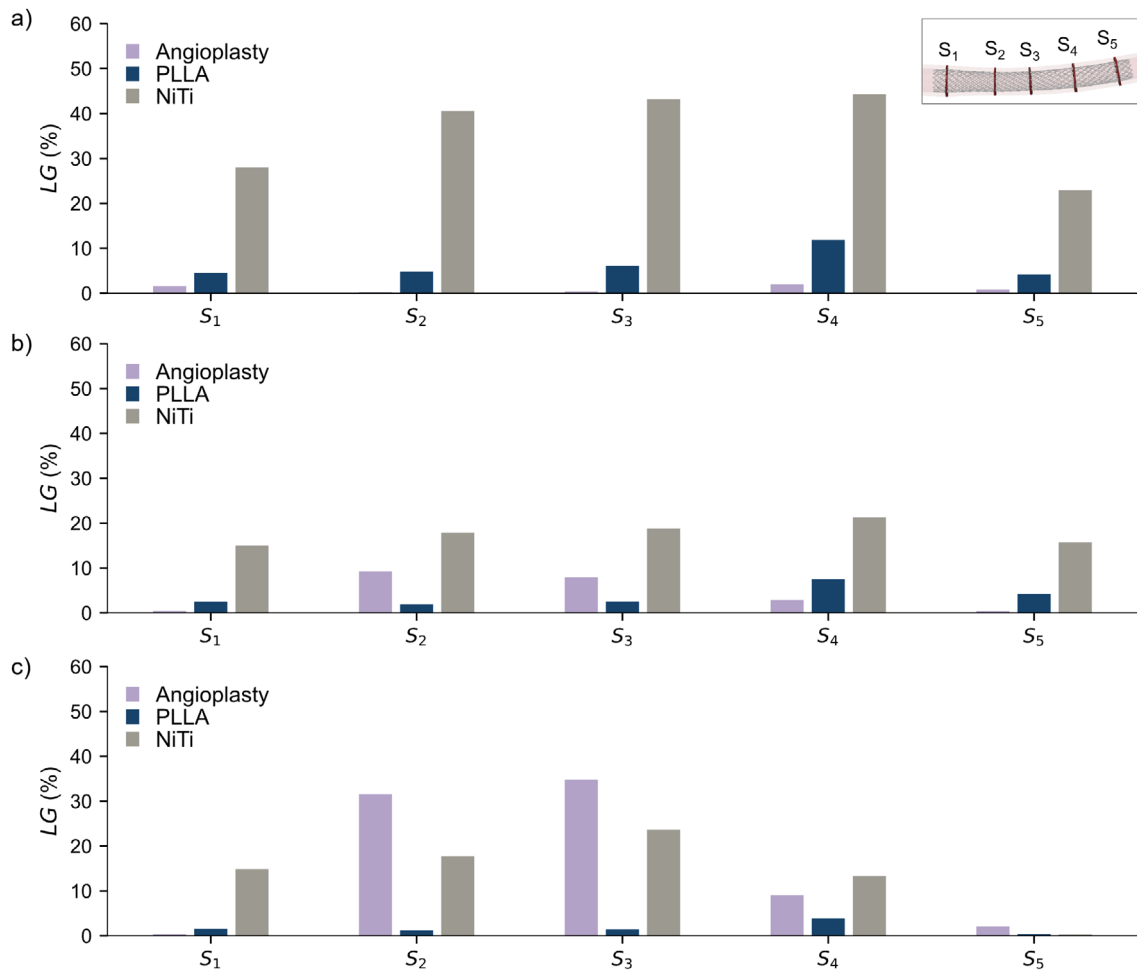 a)
60
50
40
30
20
10
0
LG (%)
Angioplasty
PLLA
NiTi
S1 S2 S3 S4 S5
S1 S2 S3 S4 S5
b)
60
50
40
30
20
10
0
LG (%)
Angioplasty
PLLA
NiTi
S1 S2 S3 S4 S5
c)
60
50
40
30
20
10
0
LG (%)
Angioplasty
PLLA
NiTi
S1 S2 S3 S4 S5